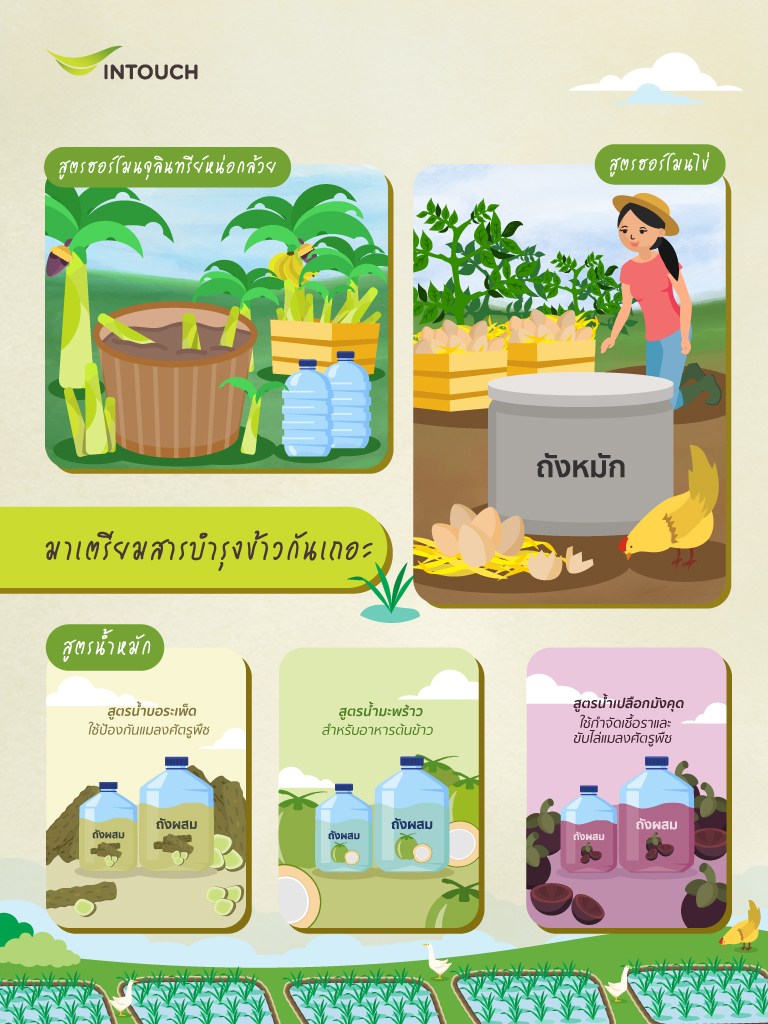 INTOUCH
สูตรฮอร์โมนจุลินทรีย์หน่อกล้วย
สูตรฮอร์โมนไข่
ถังหมัก
มาเตรียมสารบำรุงข้าวกันเถอะ
สูตรน้ำหมัก
สูตรน้ำบอระเพ็ด
ใช้ป้องกันแมลงศัตรูพืช
ถังผสม
ถังผสม
สูตรน้ำมะพร้าว
สำหรับอาหารต้นข้าว
ถังผสม
ถังผสม
สูตรน้ำเปลือกมังคุด
ใช้กำจัดเชื้อราและ
ขับไล่แมลงศัตรูพืช
ถังผสม
ถังผสม